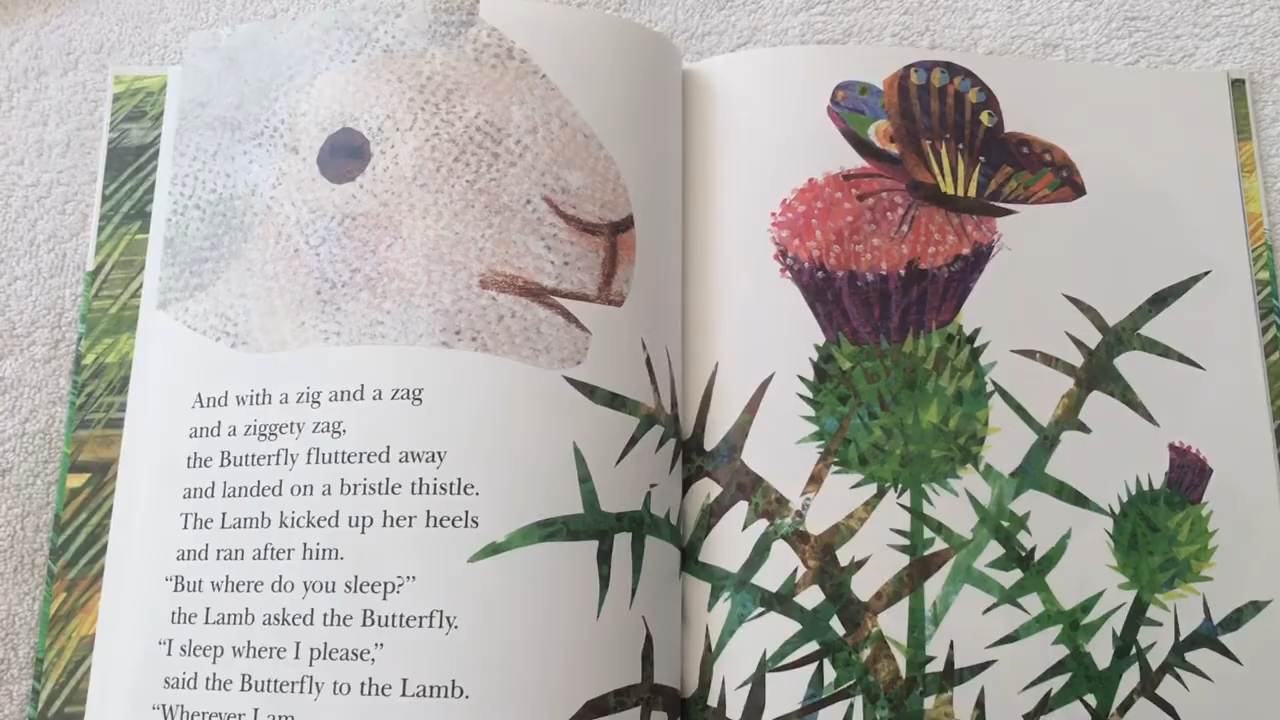 And with a zig and a zag
and a ziggety zag,
the Butterfly fluttered away
and landed on a bristle thistle.
The Lamb kicked up her heels
and ran after him.
“But where do you sleep?”
the Lamb asked the Butterfly.
“I sleep where I please,”
said the Butterfly to the Lamb.
“Wherever I am